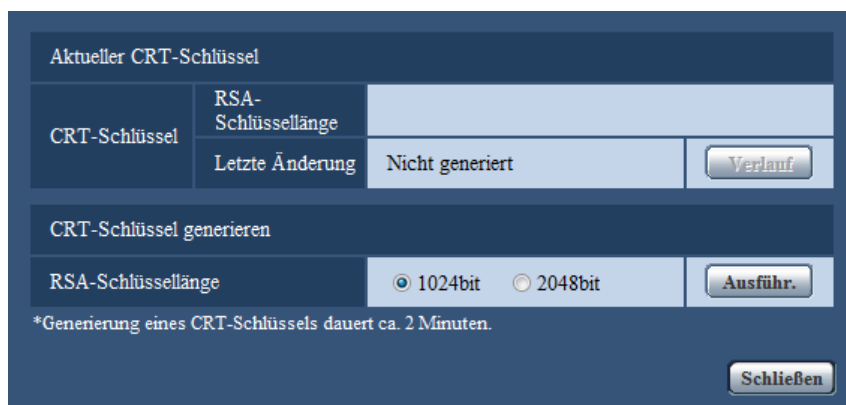 Aktueller CRT-Schlüssel
CRT-Schlüssel
RSA-
Schlüssellänge
Letzte Änderung
Nicht generiert
Verlauf
CRT-Schlüssel generieren
RSA-Schlüssellänge
1024bit
2048bit
Ausführ.
*Generierung eines CRT-Schlüssels dauert ca. 2 Minuten.
Schließen